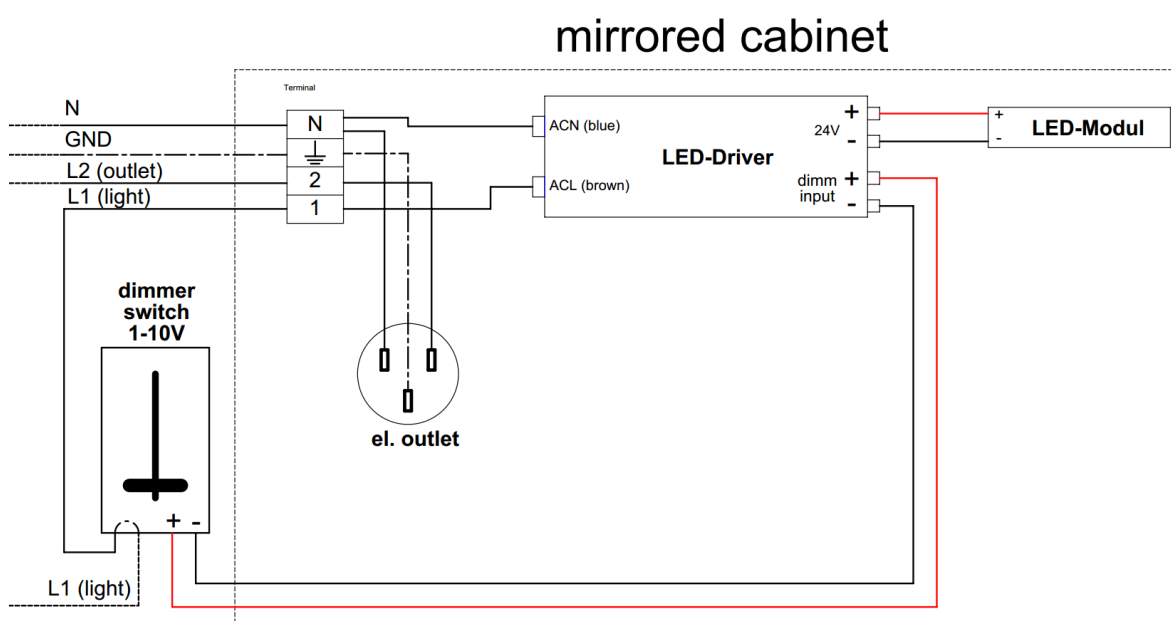 mirrored cabinet
Terminal
N
GND
L2 (outlet)
L1 (light)
N
2
1
ACN (blue)
ACL (brown)
LED-Driver
+
24V
-
dimm +
input -
+
-
LED-Modul
dimmer
switch
1-10V
+ -
el. outlet
L1 (light)